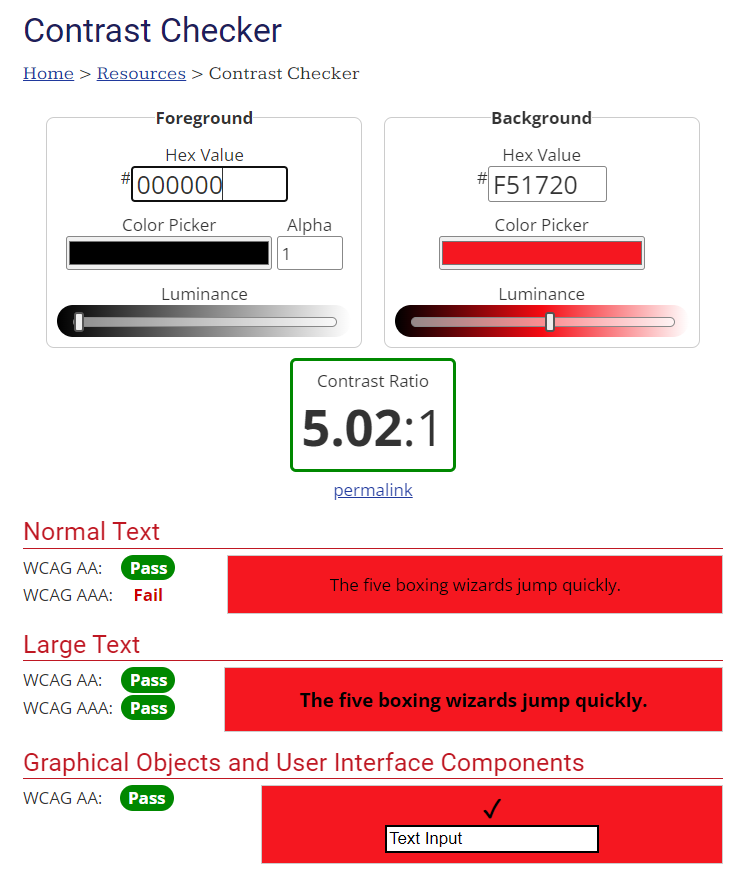 Contrast Checker
Home > Resources > Contrast Checker
Foreground
Hex Value
# 000000
Color Picker Alpha
1
Luminance
Background
Hex Value
# F51720
Color Picker
Luminance
Contrast Ratio
5.02:1
permalink
Normal Text
WCAG AA: Pass
WCAG AAA: Fail
The five boxing wizards jump quickly.
Large Text
WCAG AA: Pass
WCAG AAA: Pass
The five boxing wizards jump quickly.
Graphical Objects and User Interface Components
WCAG AA: Pass
✓
Text Input